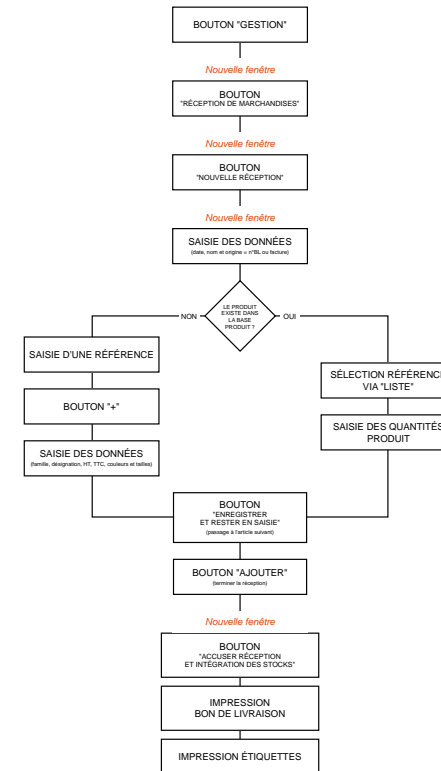 BOUTON "GESTION"
Nouvelle fenêtre
BOUTON
"RÉCEPTION DE MARCHANDISES"
Nouvelle fenêtre
BOUTON
"NOUVELLE RÉCEPTION"
Nouvelle fenêtre
SAISIE DES DONNÉES
(date, nom et origine = n°BL ou facture)
LE PRODUIT
EXISTE DANS
LA BASE
PRODUIT ?
NON
OUI
SAISIE D'UNE RÉFÉRENCE
BOUTON "+"
SAISIE DES DONNÉES
(famille, désignation, HT, TTC, couleurs et tailles)
SÉLECTION RÉFÉRENCE
VIA "LISTE"
SAISIE DES QUANTITÉS
PRODUIT
BOUTON
"ENREGISTRER
ET RESTER EN SAISIE"
(passage à l'article suivant)
BOUTON "AJOUTER"
(terminer la réception)
Nouvelle fenêtre
BOUTON
"ACCUSER RÉCEPTION
ET INTÉGRATION DES STOCKS"
IMPRESSION
BON DE LIVRAISON
IMPRESSION ÉTIQUETTES